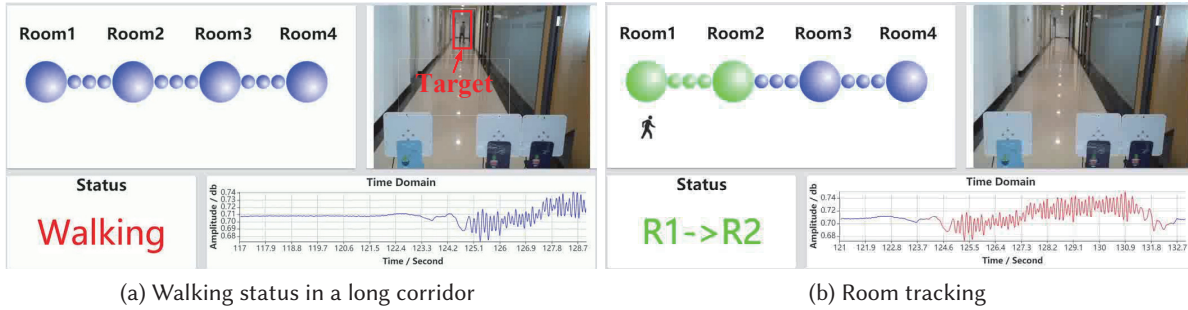 Room1 Room2 Room3 Room4
Target
Status
Walking
Time Domain
Amplitude / db
0.74
0.72
0.71
0.70
0.69
0.68
117 117.9 118.8 119.7 120.6 121.5 122.4 123.3 124.2 125.1 126 126.9 127.8 128.7
Time / Second
(a) Walking status in a long corridor
Room1 Room2 Room3 Room4
Status
R1->R2
Time Domain
Amplitude / db
0.74
0.72
0.70
0.68
121 121.9 122.8 123.7 124.6 125.5 126.4 127.3 128.2 129.1 130 130.9 131.8 132.7
Time / Second
(b) Room tracking